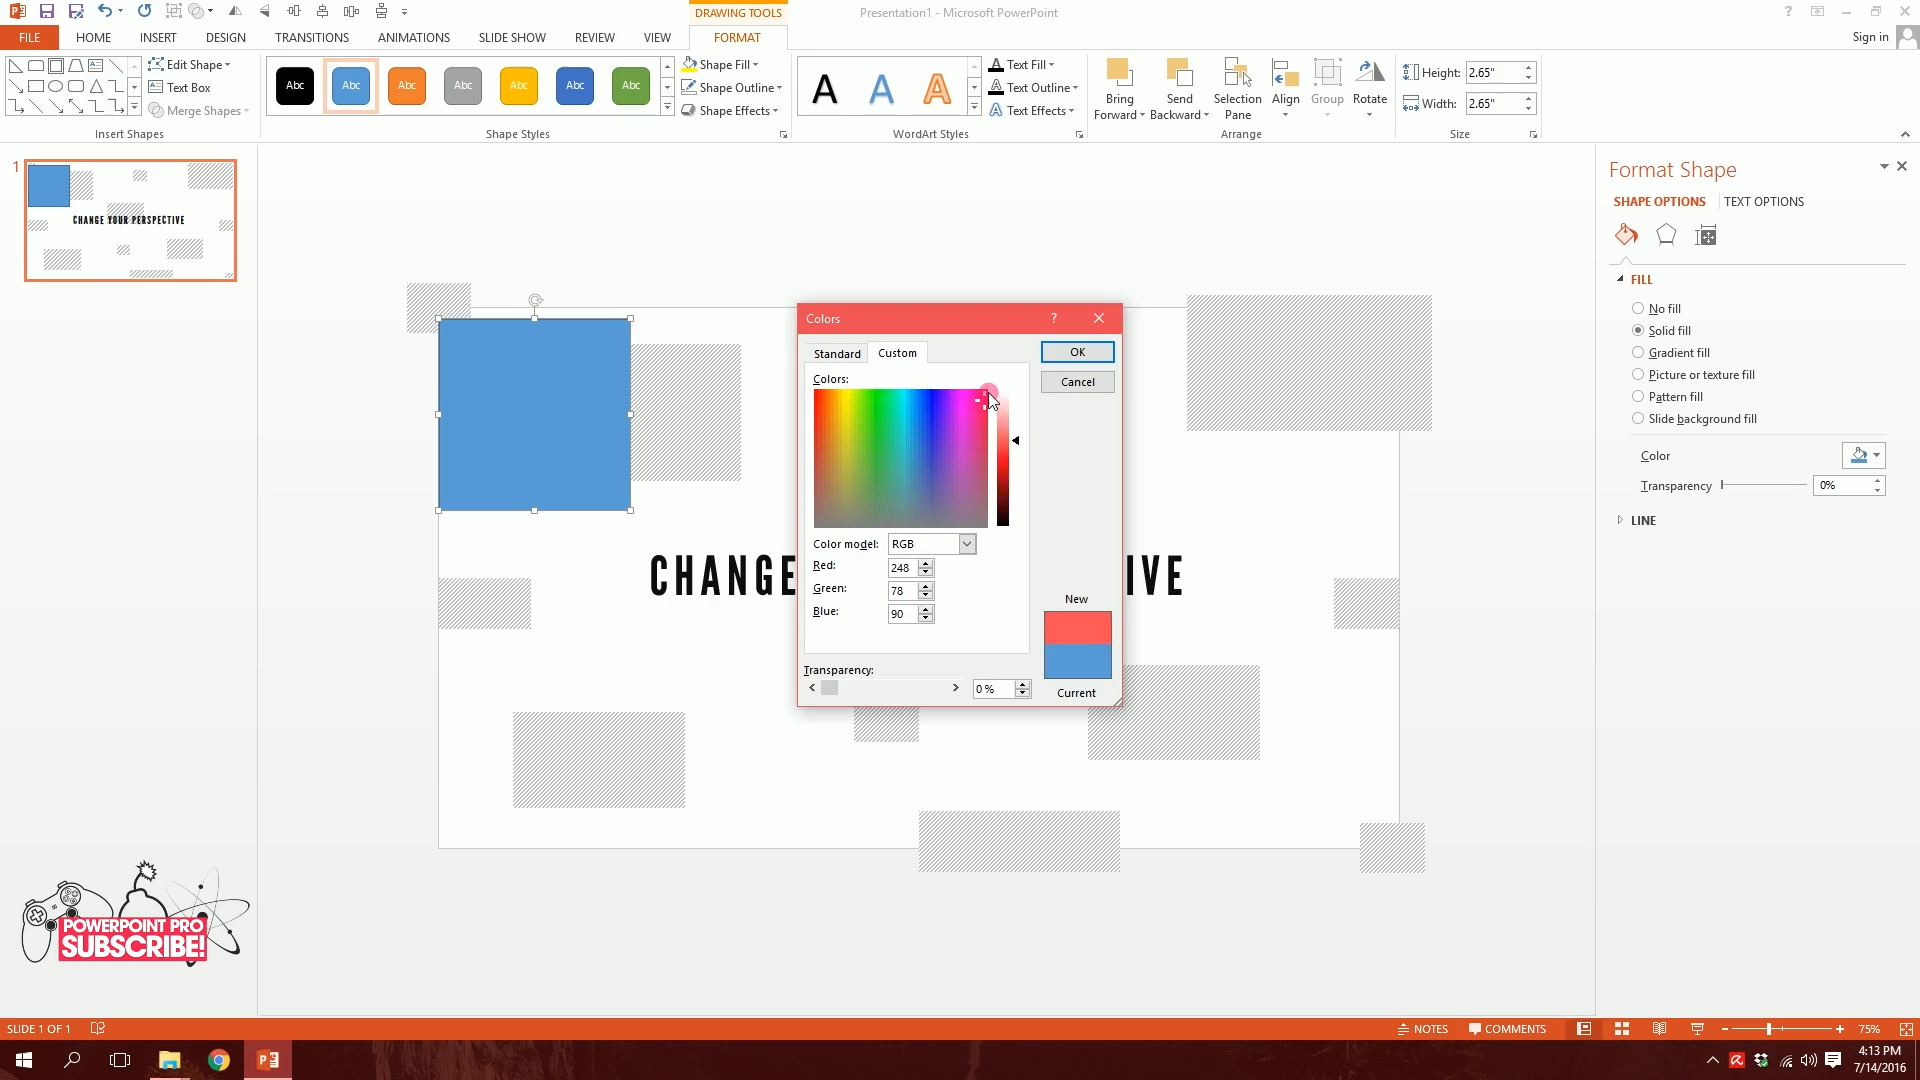 DRAWING TOOLS
Presentation1 - Microsoft PowerPoint
FILE HOME INSERT DESIGN TRANSITIONS ANIMATIONS SLIDE SHOW REVIEW VIEW FORMAT
Sign in
Edit Shape
Text Box
Merge Shapes
Insert Shapes
Abc Abc Abc Abc Abc Abc Abc
Shape Fill
Shape Outline
Shape Effects
Shape Styles
A A A
Text Fill
Text Outline
Text Effects
WordArt Styles
Bring Forward
Send Backward
Selection Pane
Align
Group
Rotate
Arrange
Height: 2.65"
Width: 2.65"
Size
1
CHANGE YOUR PERSPECTIVE
CHANGE
IVE
Colors
?
Standard
Custom
OK
Cancel
Colors:
Color model: RGB
Red: 248
Green: 78
Blue: 90
New
Current
Transparency:
0 %
Format Shape
SHAPE OPTIONS
TEXT OPTIONS
FILL
No fill
Solid fill
Gradient fill
Picture or texture fill
Pattern fill
Slide background fill
Color
Transparency
0%
LINE
POWERPOINT PRO
SUBSCRIBE!
SLIDE 1 OF 1
NOTES
COMMENTS
75%
4:13 PM
7/14/2016